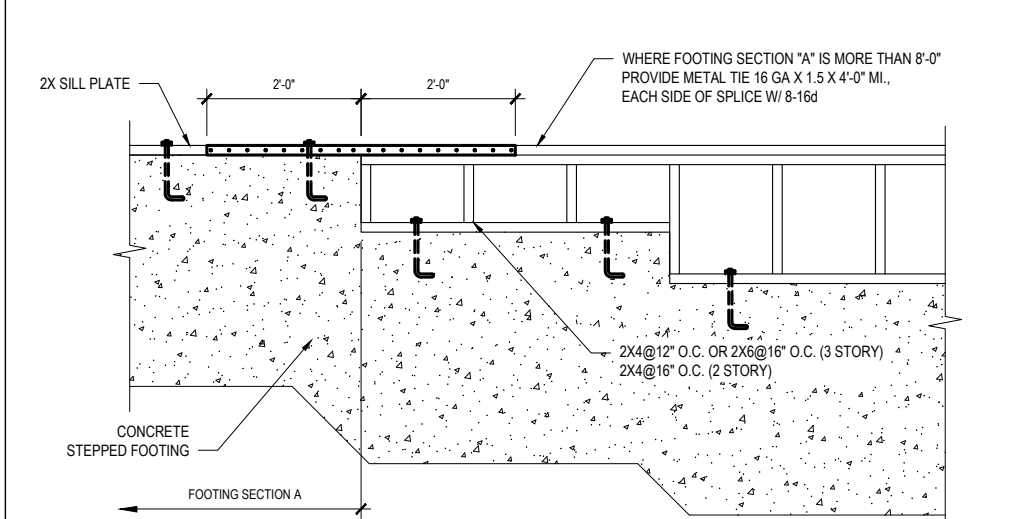 WHERE FOOTING SECTION "A" IS MORE THAN 8'-0"
PROVIDE METAL TIE 16 GA X 1.5 X 4'-0" MI.,
EACH SIDE OF SPLICE W/ 8-16d
2X SILL PLATE
2'-0"
2'-0"
2X4@12" O.C. OR 2X6@16" O.C. (3 STORY)
2X4@16" O.C. (2 STORY)
CONCRETE
STEPPED FOOTING
FOOTING SECTION A